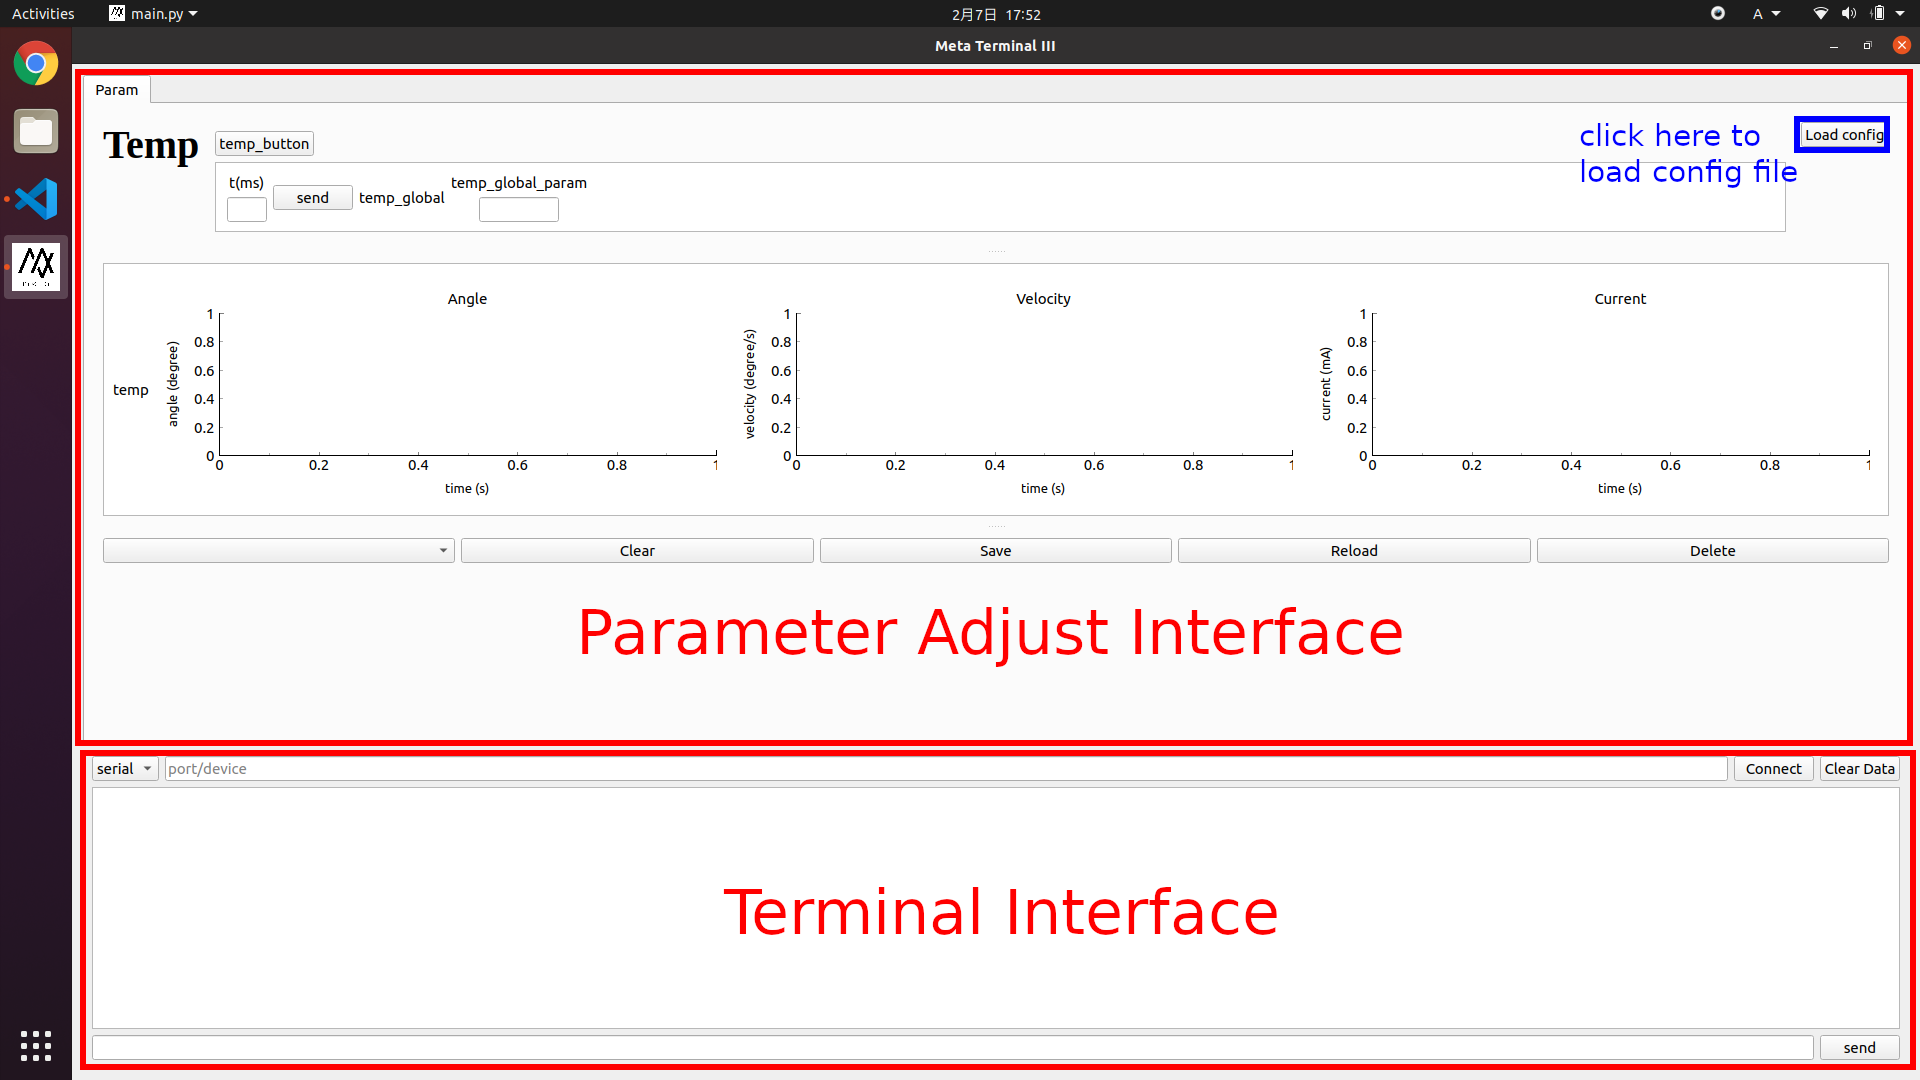 Activities main.py 2月7日 17:52 A
Meta Terminal III
Param
Temp temp_button click here to Load config
load config file
t(ms) temp_global_param
send temp_global
Angle Velocity Current
1 1 1
0.8 0.8 0.8
0.6 0.6 0.6
temp angle (degree) velocity (degree/s) current (mA)
0.4 0.4 0.4
0.2 0.2 0.2
0 0 0
0 0.2 0.4 0.6 0.8 1 0 0.2 0.4 0.6 0.8 1 0 0.2 0.4 0.6 0.8 1
time (s) time (s) time (s)
Clear Save Reload Delete
Parameter Adjust Interface
serial port/device Connect Clear Data
Terminal Interface
send